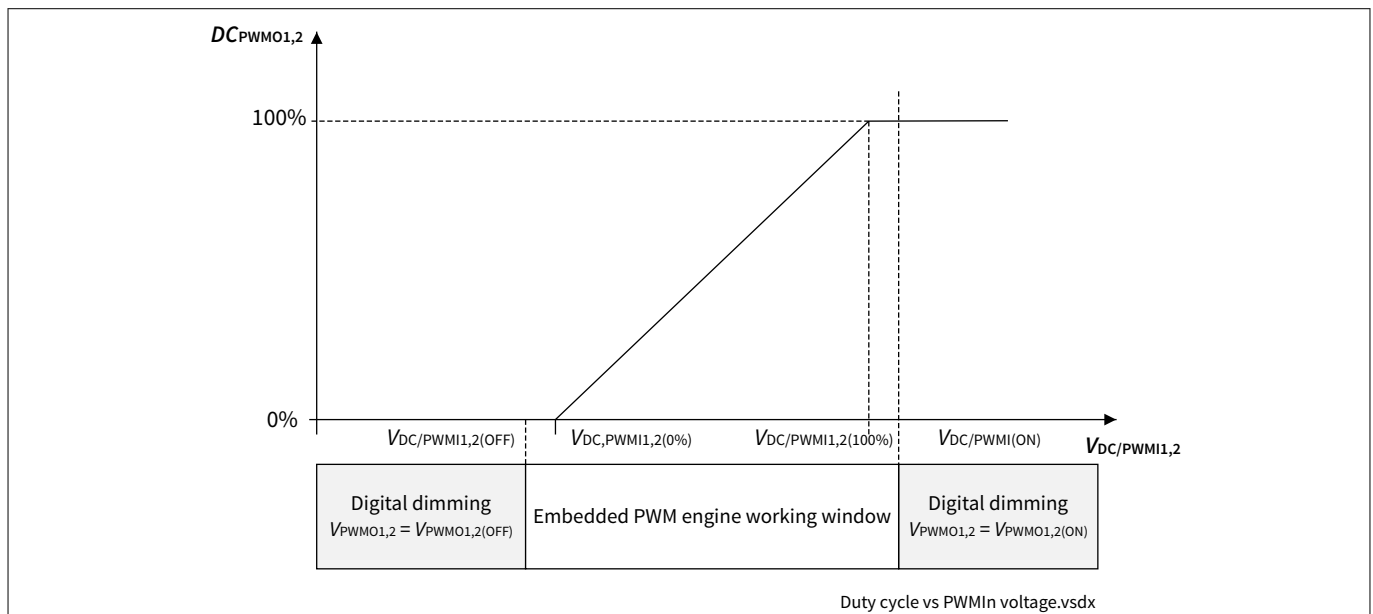 DCPWMO1,2
100%
0%
VDC/PWMI1,2(OFF) VDC,PWMI1,2(0%) VDC/PWMI1,2(100%) VDC/PWMI(ON)
VDC/PWMI1,2
Digital dimming
VPWMO1,2 = VPWMO1,2(OFF)
Embedded PWM engine working window
Digital dimming
VPWMO1,2 = VPWMO1,2(ON)
Duty cycle vs PWMIn voltage.vsdx